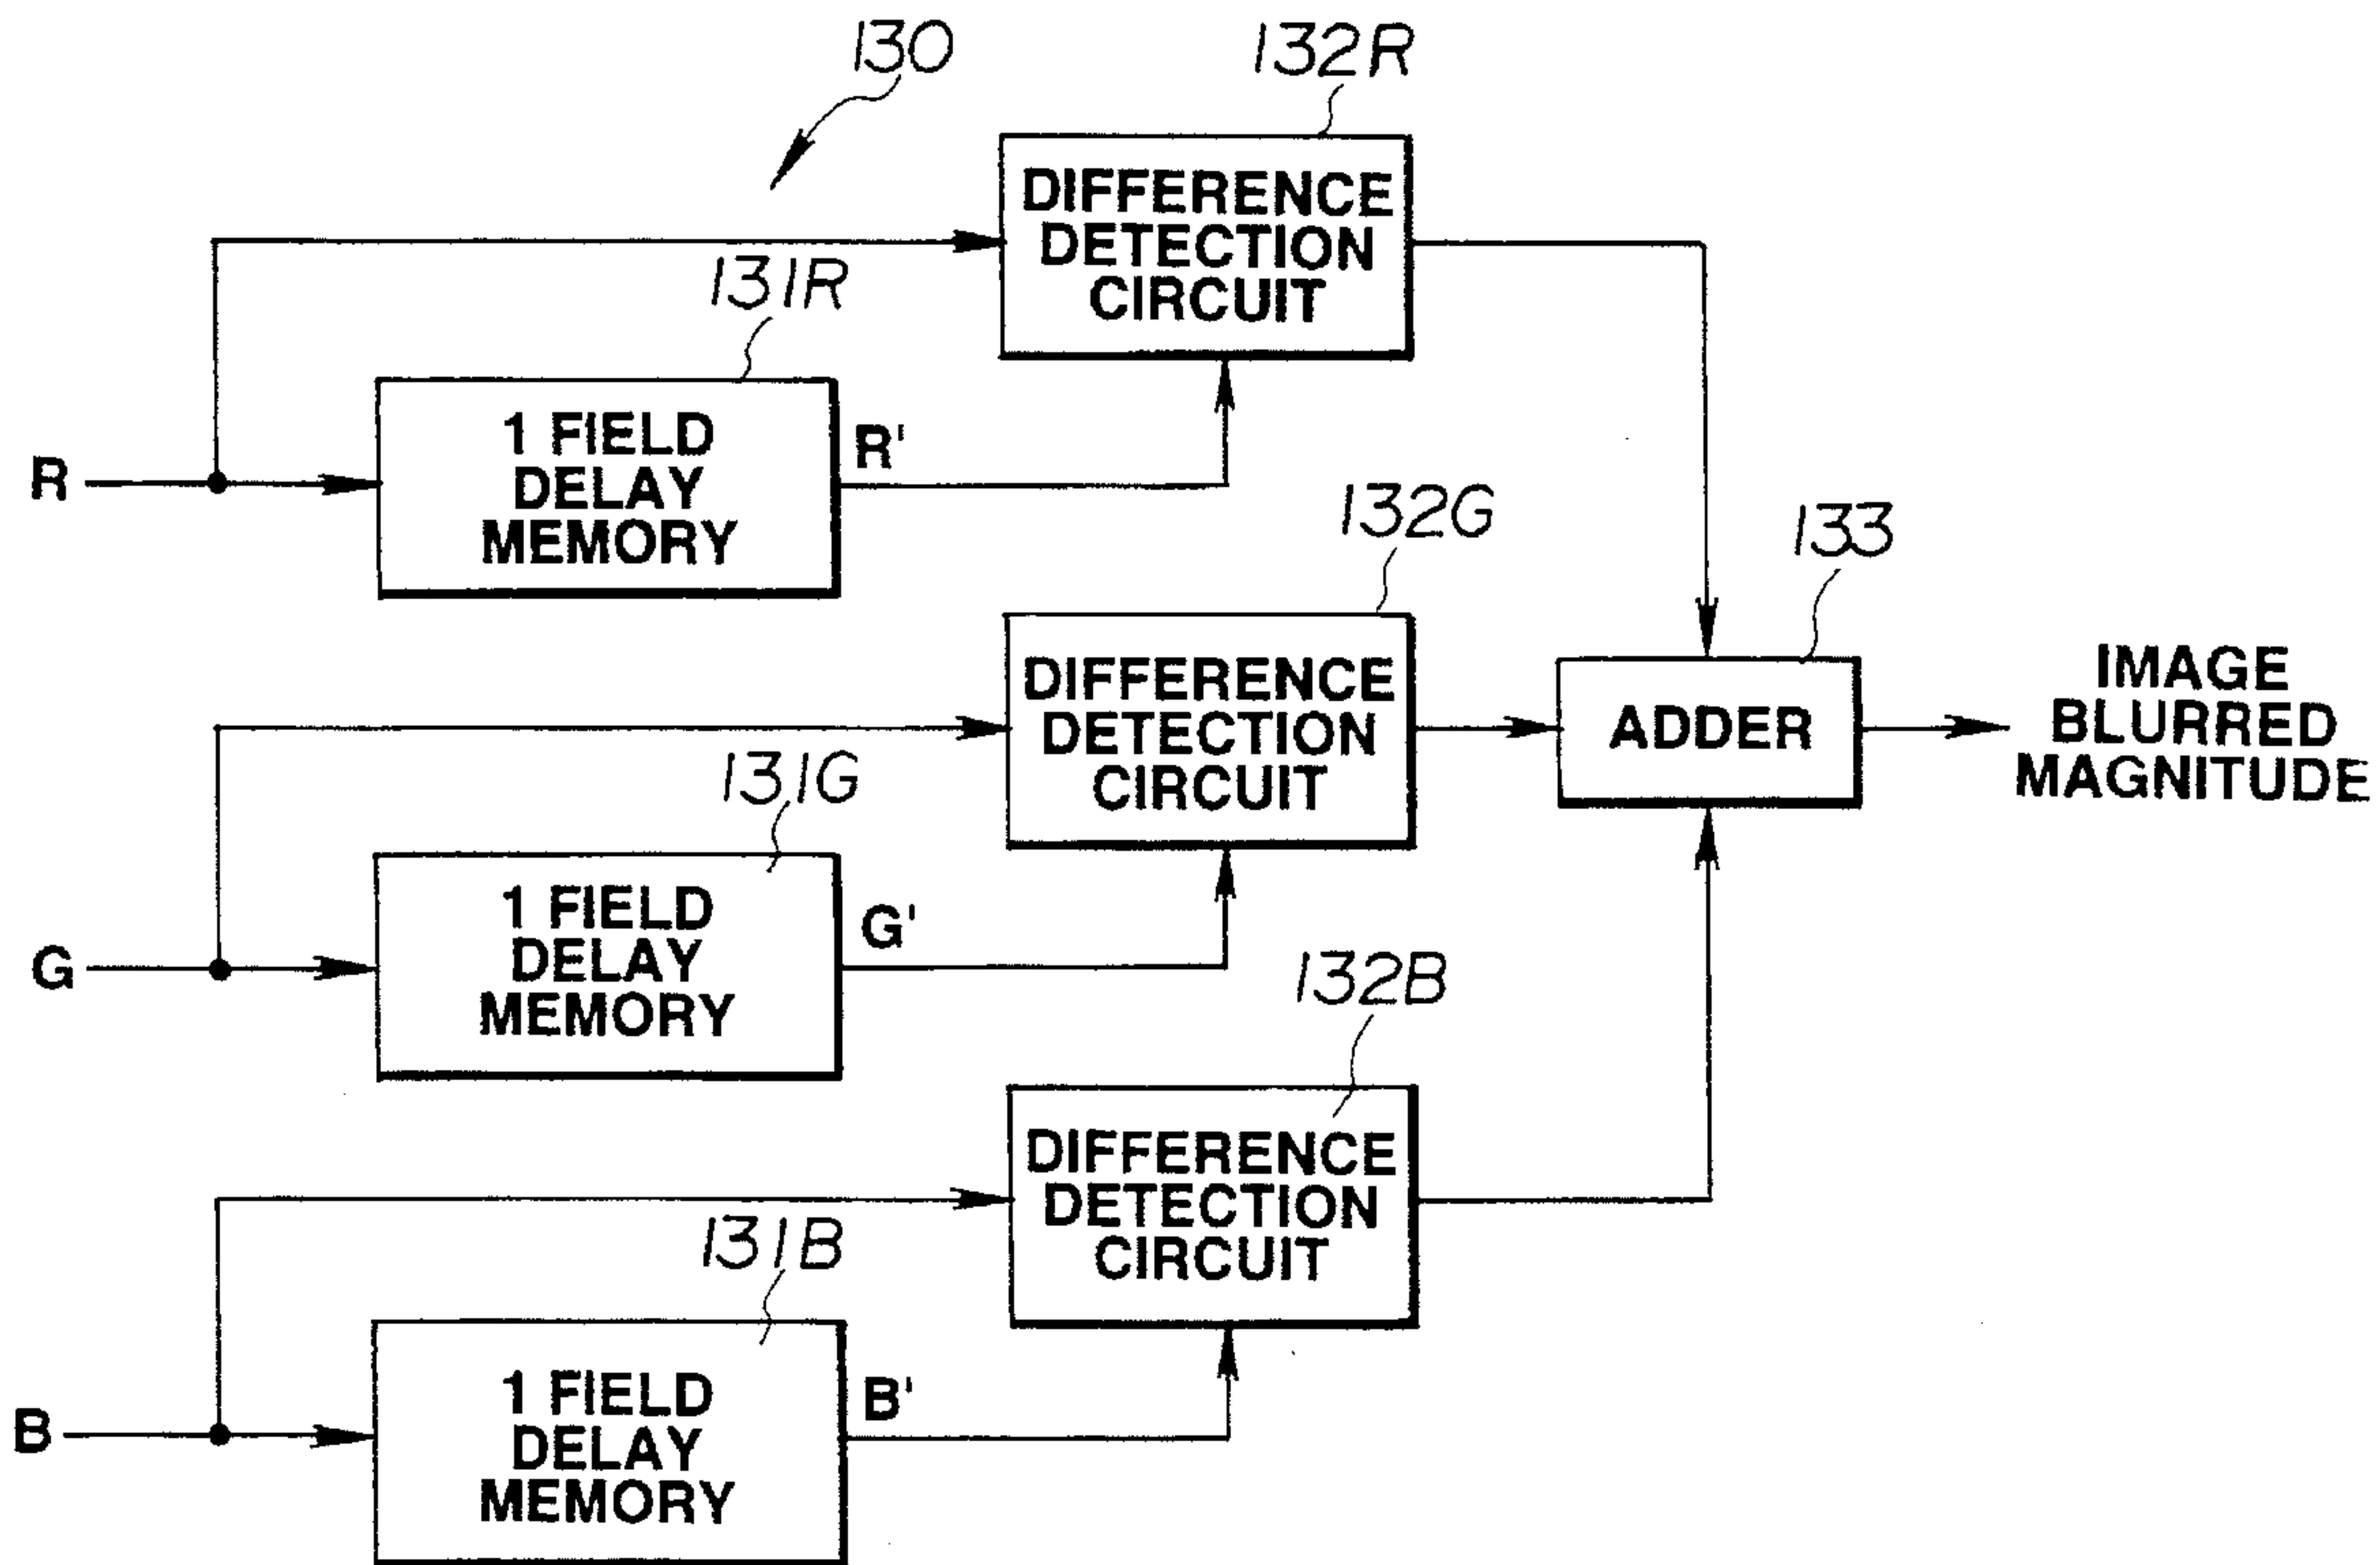 130
132R
DIFFERENCE
DETECTION
CIRCUIT
131R
1 FIELD
DELAY
MEMORY
R
R'
132G
133
DIFFERENCE
DETECTION
CIRCUIT
ADDER
IMAGE
BLURRED
MAGNITUDE
131G
1 FIELD
DELAY
MEMORY
G
G'
132B
DIFFERENCE
DETECTION
CIRCUIT
131B
1 FIELD
DELAY
MEMORY
B
B'